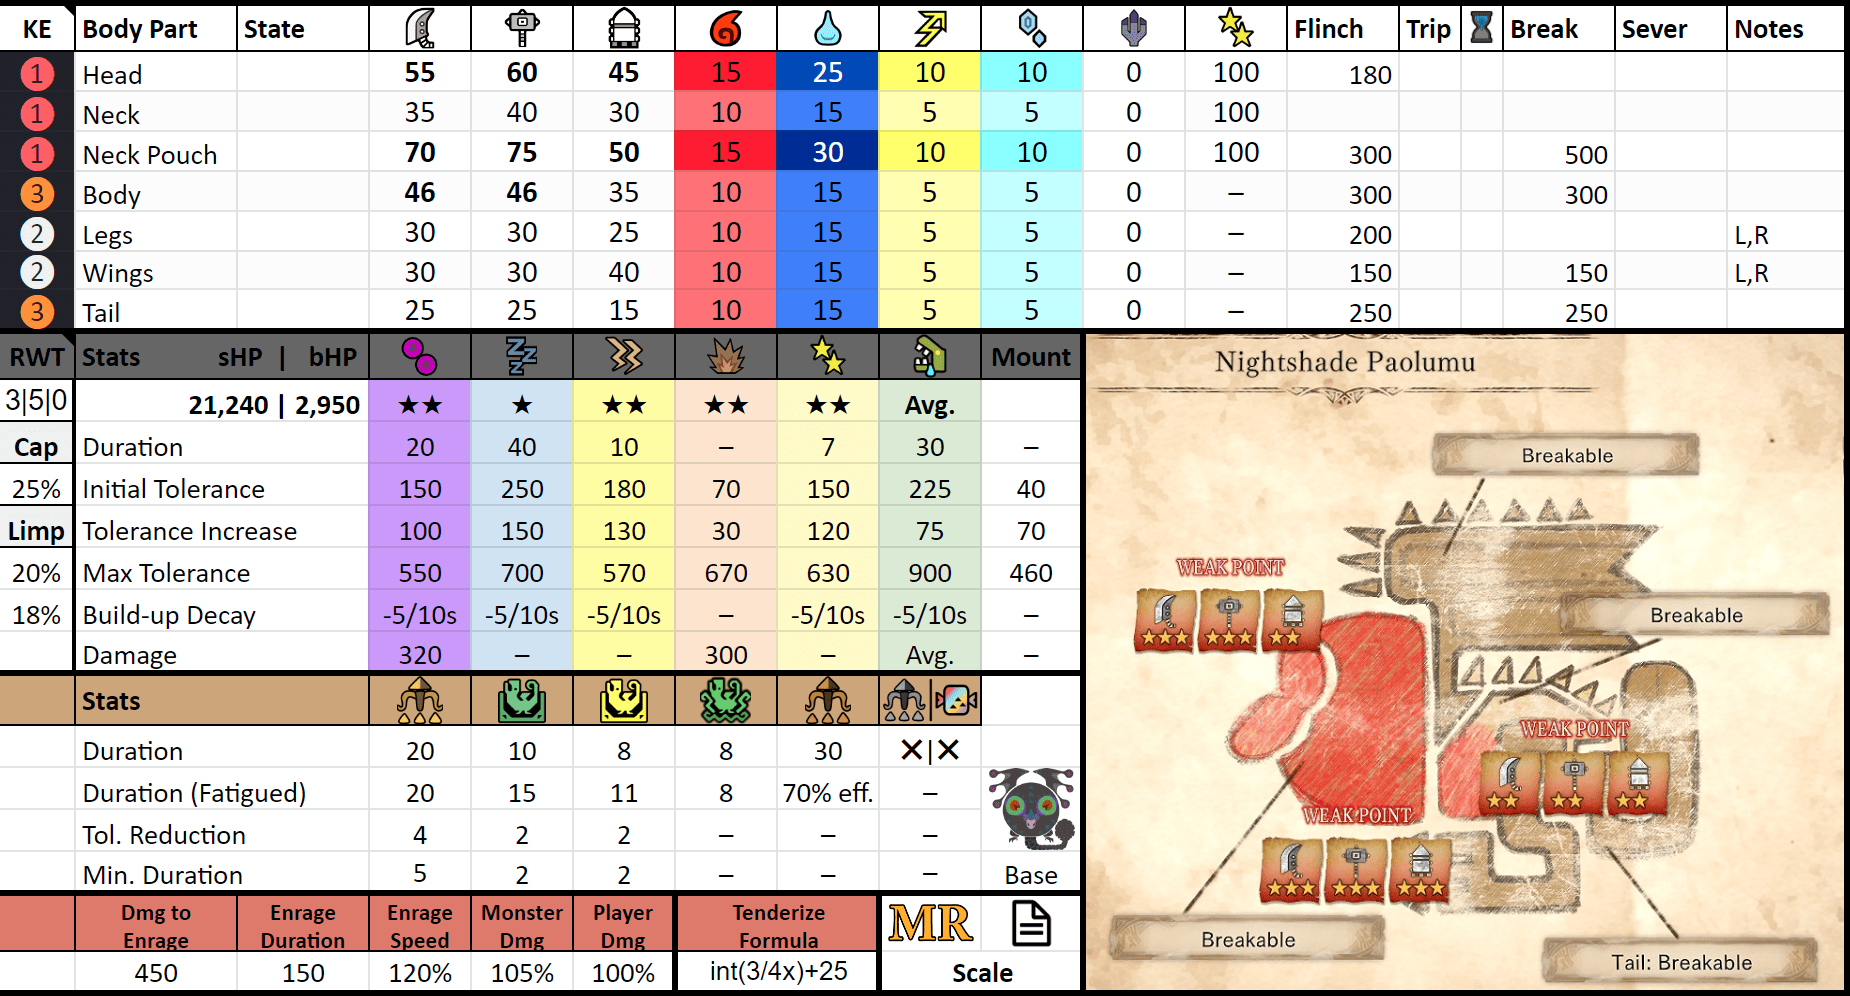 KE Body Part State Flinch Trip Break Sever Notes
1 Head 55 60 45 15 25 10 10 0 100 180
1 Neck 35 40 30 10 15 5 5 0 100
1 Neck Pouch 70 75 50 15 30 10 10 0 100 300 500
3 Body 46 46 35 10 15 5 5 0 – 300 300
2 Legs 30 30 25 10 15 5 5 0 – 200 L,R
2 Wings 30 30 40 10 15 5 5 0 – 150 150 L,R
3 Tail 25 25 15 10 15 5 5 0 – 250 250
RWT Stats sHP | bHP Mount
3|5|0 21,240 | 2,950 ★★ ★ ★★ ★★ ★★ Avg.
Cap Duration 20 40 10 – 7 30 –
25% Initial Tolerance 150 250 180 70 150 225 40
Limp Tolerance Increase 100 150 130 30 120 75 70
20% Max Tolerance 550 700 570 670 630 900 460
18% Build-up Decay -5/10s -5/10s -5/10s – -5/10s -5/10s –
Damage 320 – – 300 – Avg. –
Stats
Duration 20 10 8 8 30 ✕|✕
Duration (Fatigued) 20 15 11 8 70% eff. –
Tol. Reduction 4 2 2 – – –
Min. Duration 5 2 2 – – – Base
Dmg to Enrage Enrage Duration Enrage Speed Monster Dmg Player Dmg Tenderize Formula MR
450 150 120% 105% 100% int(3/4x)+25 Scale
Nightshade Paolumu
Breakable
WEAK POINT
Breakable
WEAK POINT
WEAK POINT
Breakable
Tail: Breakable